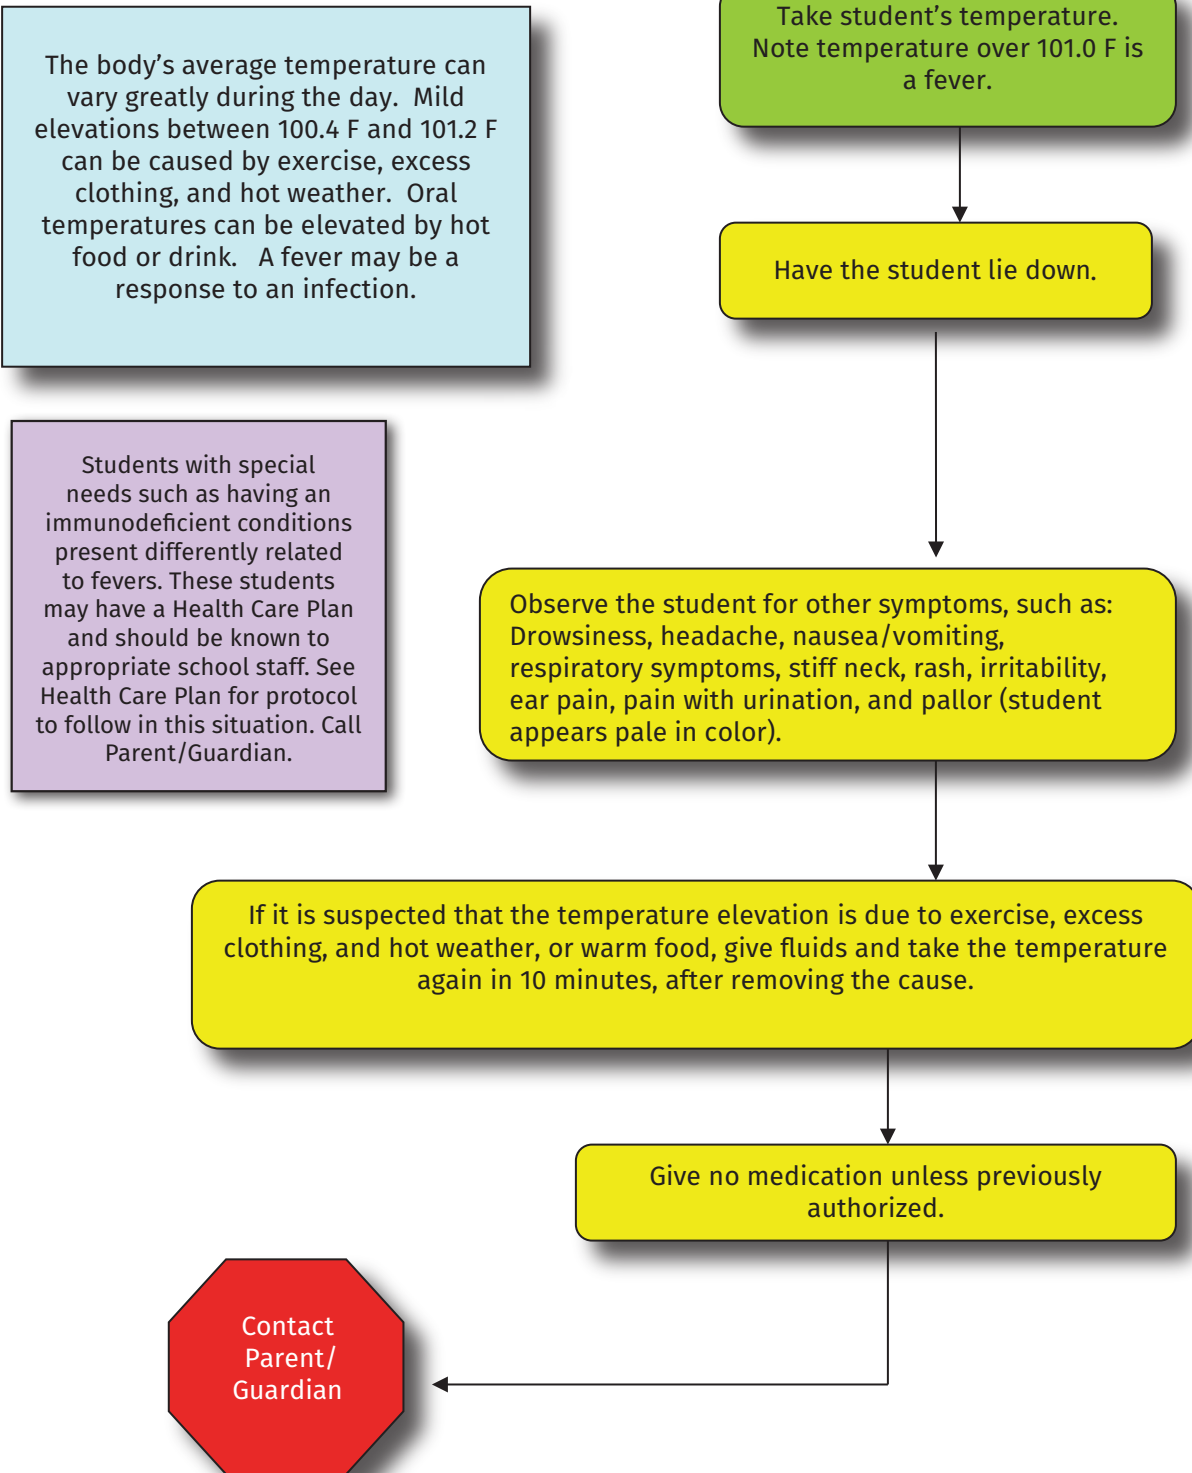 The body’s average temperature can
vary greatly during the day.  Mild
elevations between 100.4 F and 101.2 F
can be caused by exercise, excess
clothing, and hot weather.  Oral
temperatures can be elevated by hot
food or drink.   A fever may be a
response to an infection.
Take student’s temperature.
Note temperature over 101.0 F is
a fever.
Have the student lie down.
Students with special
needs such as having an
immunodeficient conditions
present differently related
to fevers. These students
may have a Health Care Plan
and should be known to
appropriate school staff. See
Health Care Plan for protocol
to follow in this situation. Call
Parent/Guardian.
Observe the student for other symptoms, such as:
Drowsiness, headache, nausea/vomiting,
respiratory symptoms, stiff neck, rash, irritability,
ear pain, pain with urination, and pallor (student
appears pale in color).
If it is suspected that the temperature elevation is due to exercise, excess
clothing, and hot weather, or warm food, give fluids and take the temperature
again in 10 minutes, after removing the cause.
Give no medication unless previously
authorized.
Contact
Parent/
Guardian